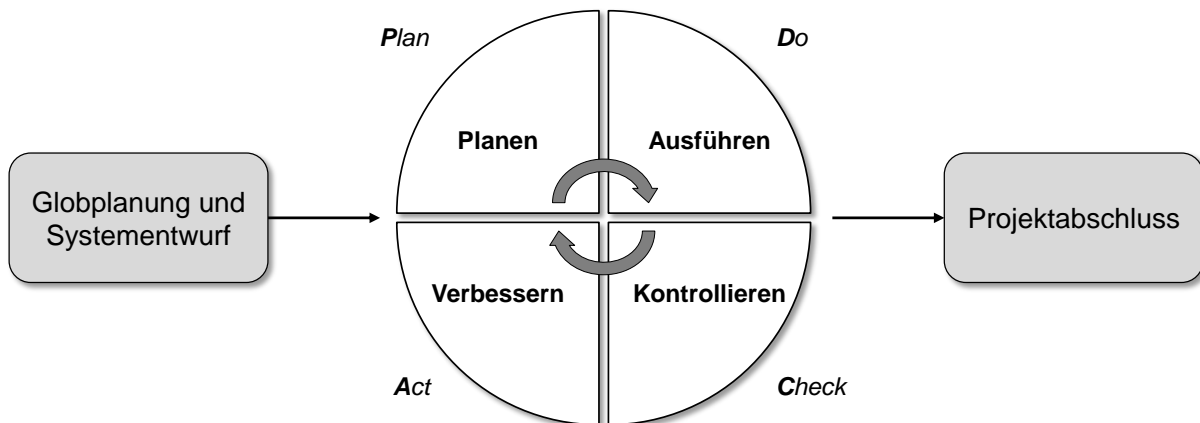 Plan
Do
Planen
Ausführen
Globplanung und
Systementwurf
Projektabschluss
Verbessern
Kontrollieren
Act
Check